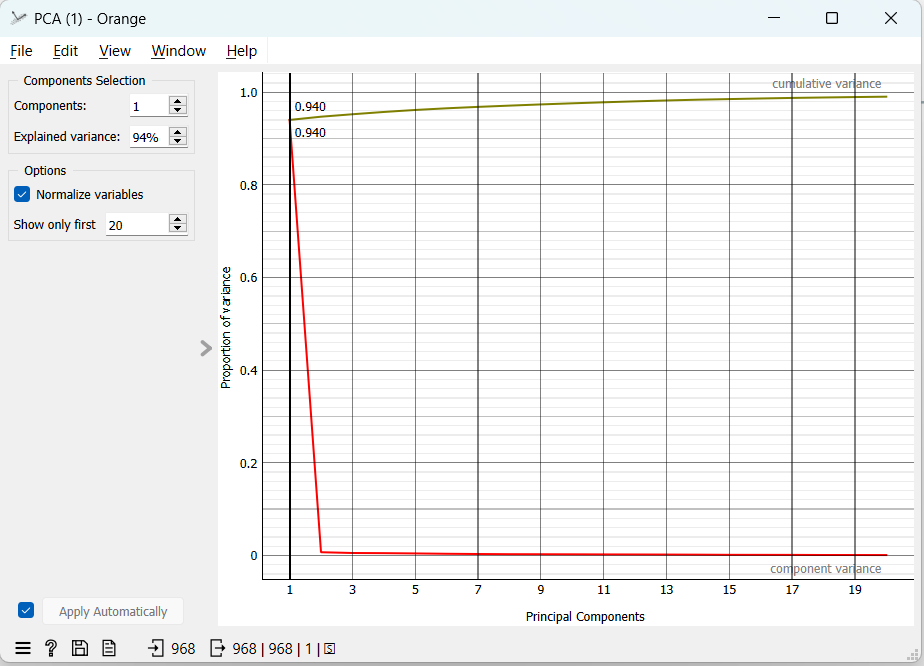 PCA (1) - Orange
File Edit View Window Help
Components Selection
Components: 1
Explained variance: 94%
Options
Normalize variables
Show only first 20
Apply Automatically
968 968 | 968 | 1 |
Proportion of variance
1.0
0.8
0.6
0.4
0.2
0
0.940
0.940
cumulative variance
component variance
1 3 5 7 9 11 13 15 17 19
Principal Components